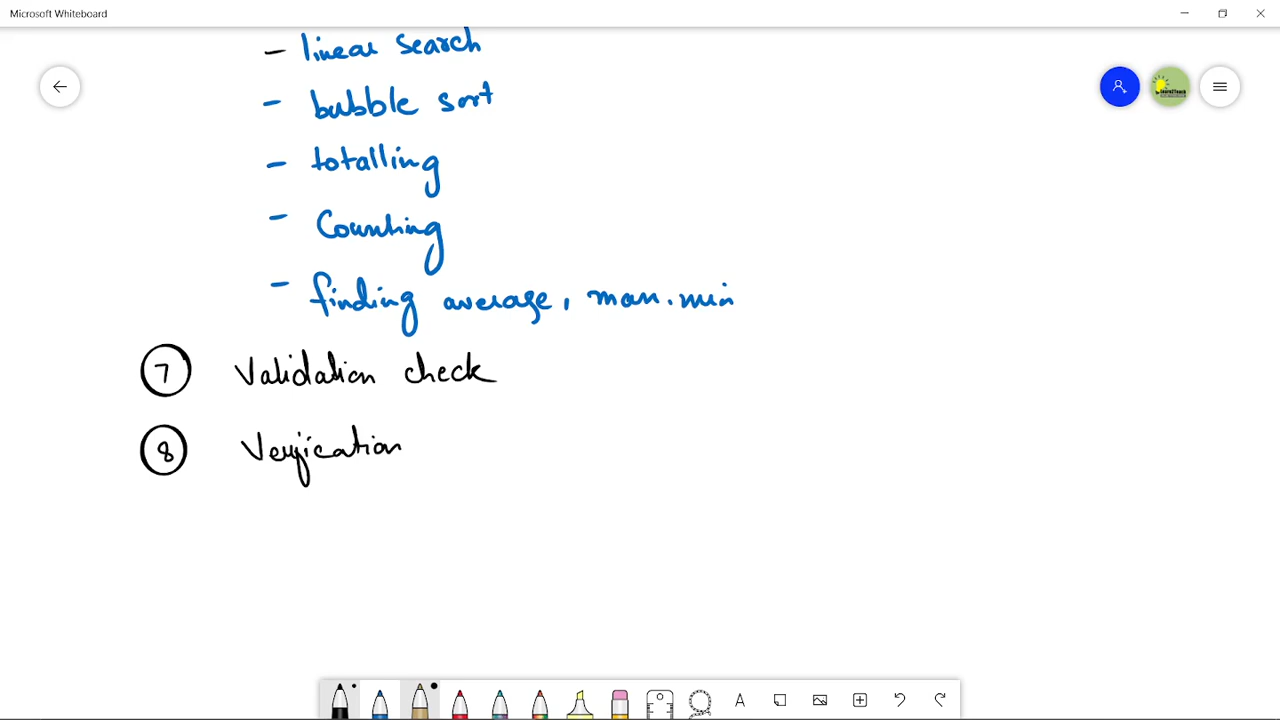 Microsoft Whiteboard
- linear search
- bubble sort
- totalling
- Counting
- finding average, max. min
7 Validation check
8 Verification
A